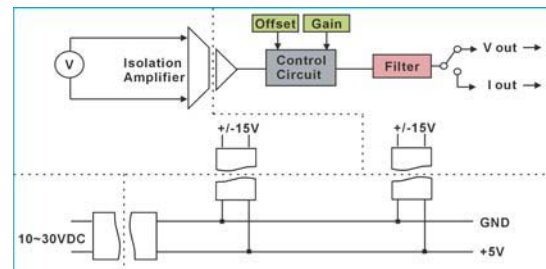 Offset
Gain
V
Isolation
Amplifier
Control
Circuit
Filter
V out
I out
+/-15V
+/-15V
10~30VDC
GND
+5V